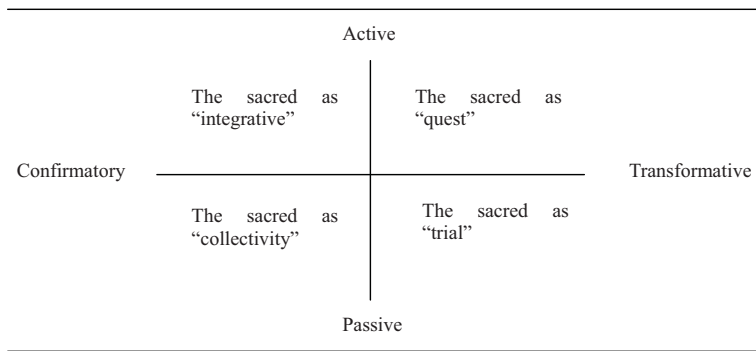 Active
The sacred as
“integrative”
The sacred as
“quest”
Confirmatory
Transformative
The sacred as
“collectivity”
The sacred as
“trial”
Passive